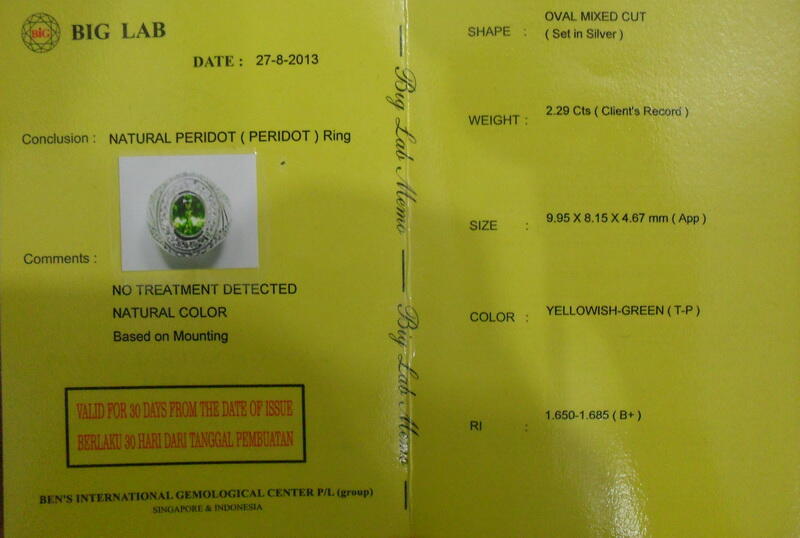 BIG
BIG LAB
DATE : 27-8-2013
Conclusion : NATURAL PERIDOT ( PERIDOT ) Ring
Comments :
NO TREATMENT DETECTED
NATURAL COLOR
Based on Mounting
VALID FOR 30 DAYS FROM THE DATE OF ISSUE
BERLAKU 30 HARI DARI TANGGAL PEMBUATAN
BEN'S INTERNATIONAL GEMOLOGICAL CENTER P/L (group)
SINGAPORE & INDONESIA
Big Lab Memo — Big Lab Memo
SHAPE : OVAL MIXED CUT
( Set in Silver )
WEIGHT : 2.29 Cts ( Client's Record )
SIZE : 9.95 X 8.15 X 4.67 mm ( App )
COLOR : YELLOWISH-GREEN ( T-P )
RI : 1.650-1.685 ( B+ )